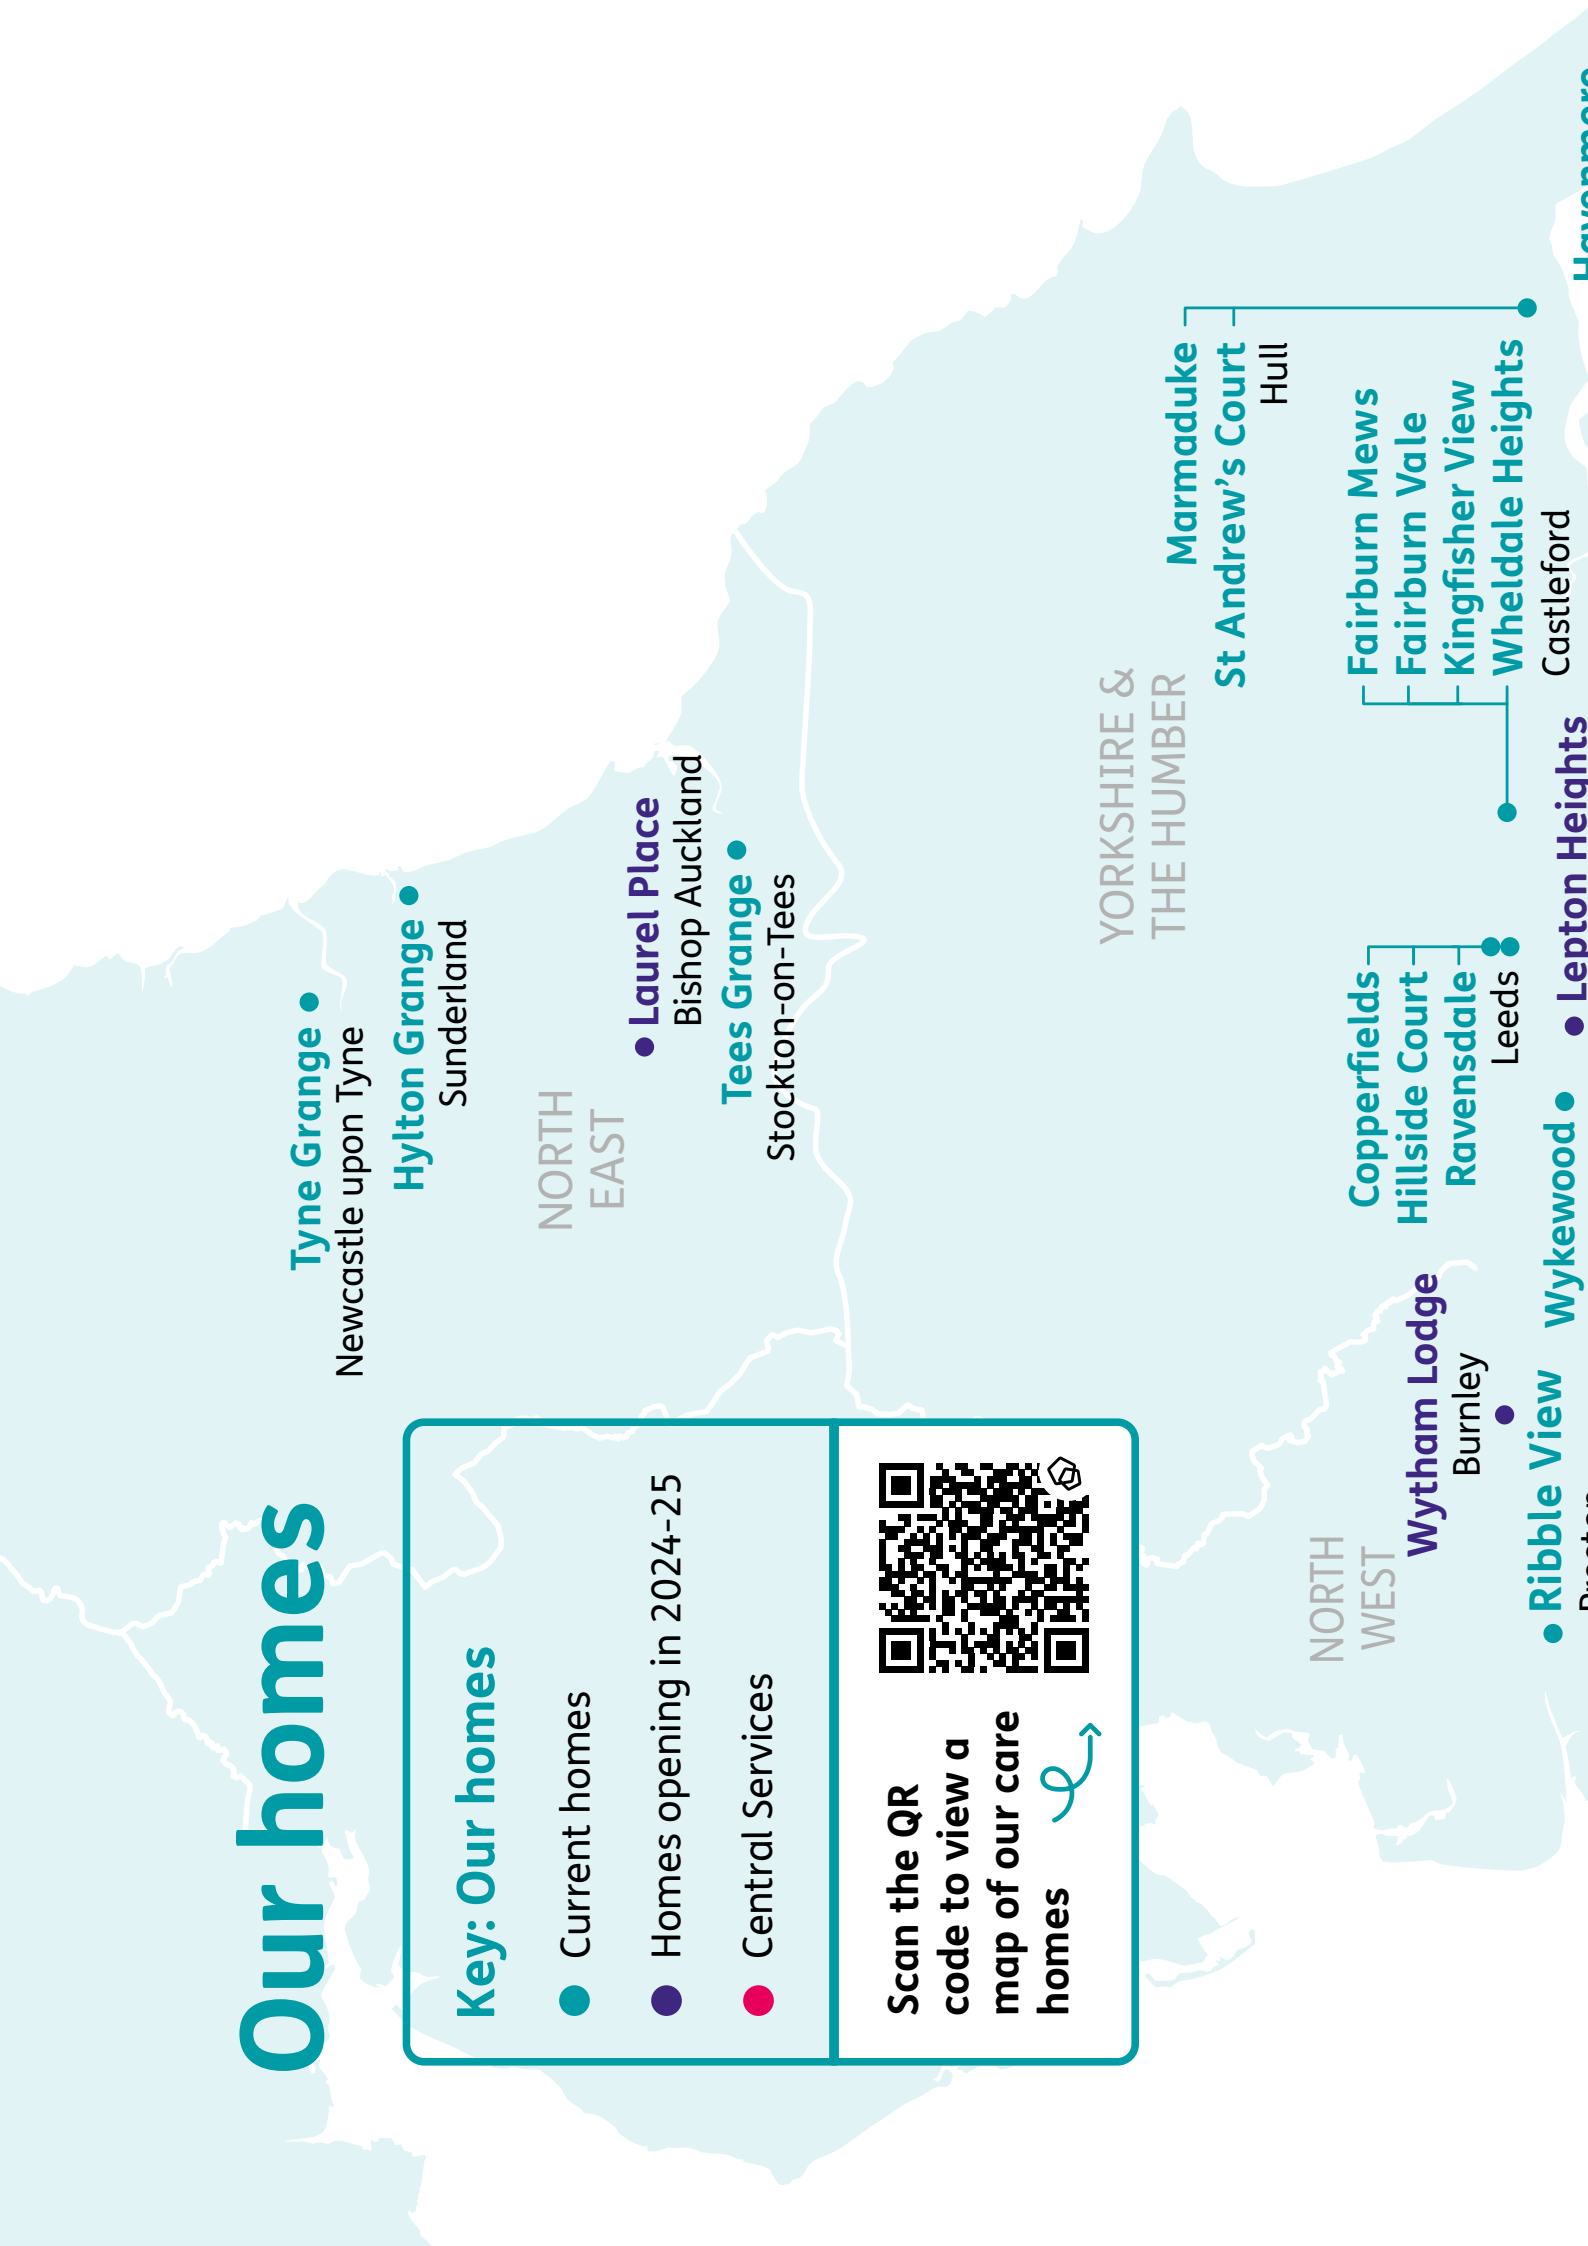 Our homes
Key: Our homes
Current homes
Homes opening in 2024-25
Central Services
Scan the QR
code to view a
map of our care
homes
Tyne Grange
Newcastle upon Tyne
Hylton Grange
Sunderland
NORTH
EAST
Laurel Place
Bishop Auckland
Tees Grange
Stockton-on-Tees
YORKSHIRE &
THE HUMBER
Marmaduke
St Andrew’s Court
Hull
Fairburn Mews
Fairburn Vale
Kingfisher View
Wheldale Heights
Castleford
Copperfields
Hillside Court
Ravensdale
Leeds
NORTH
WEST
Wytham Lodge
Burnley
Ribble View
Preston
Wykewood
Lepton Heights
Havenmere